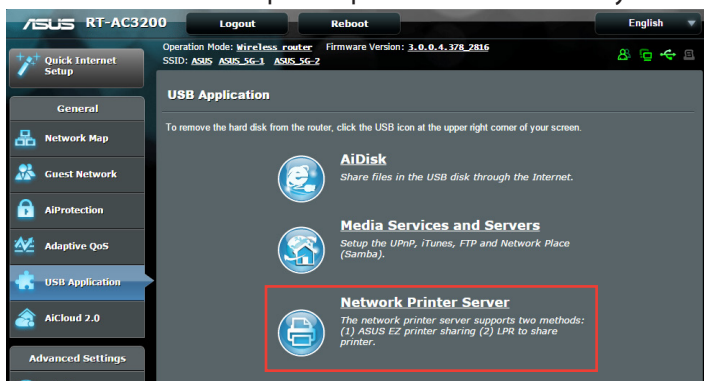 ASUS RT-AC3200 Logout Reboot English
Operation Mode: Wireless router Firmware Version: 3.0.0.4.378_2816
SSID: ASUS ASUS_5G-1 ASUS_5G-2
Quick Internet
Setup
General
Network Map
Guest Network
AiProtection
Adaptive QoS
USB Application
AiCloud 2.0
Advanced Settings
USB Application
To remove the hard disk from the router, click the USB icon at the upper right corner of your screen.
AiDisk
Share files in the USB disk through the Internet.
Media Services and Servers
Setup the UPnP, iTunes, FTP and Network Place
(Samba).
Network Printer Server
The network printer server supports two methods:
(1) ASUS EZ printer sharing (2) LPR to share
printer.